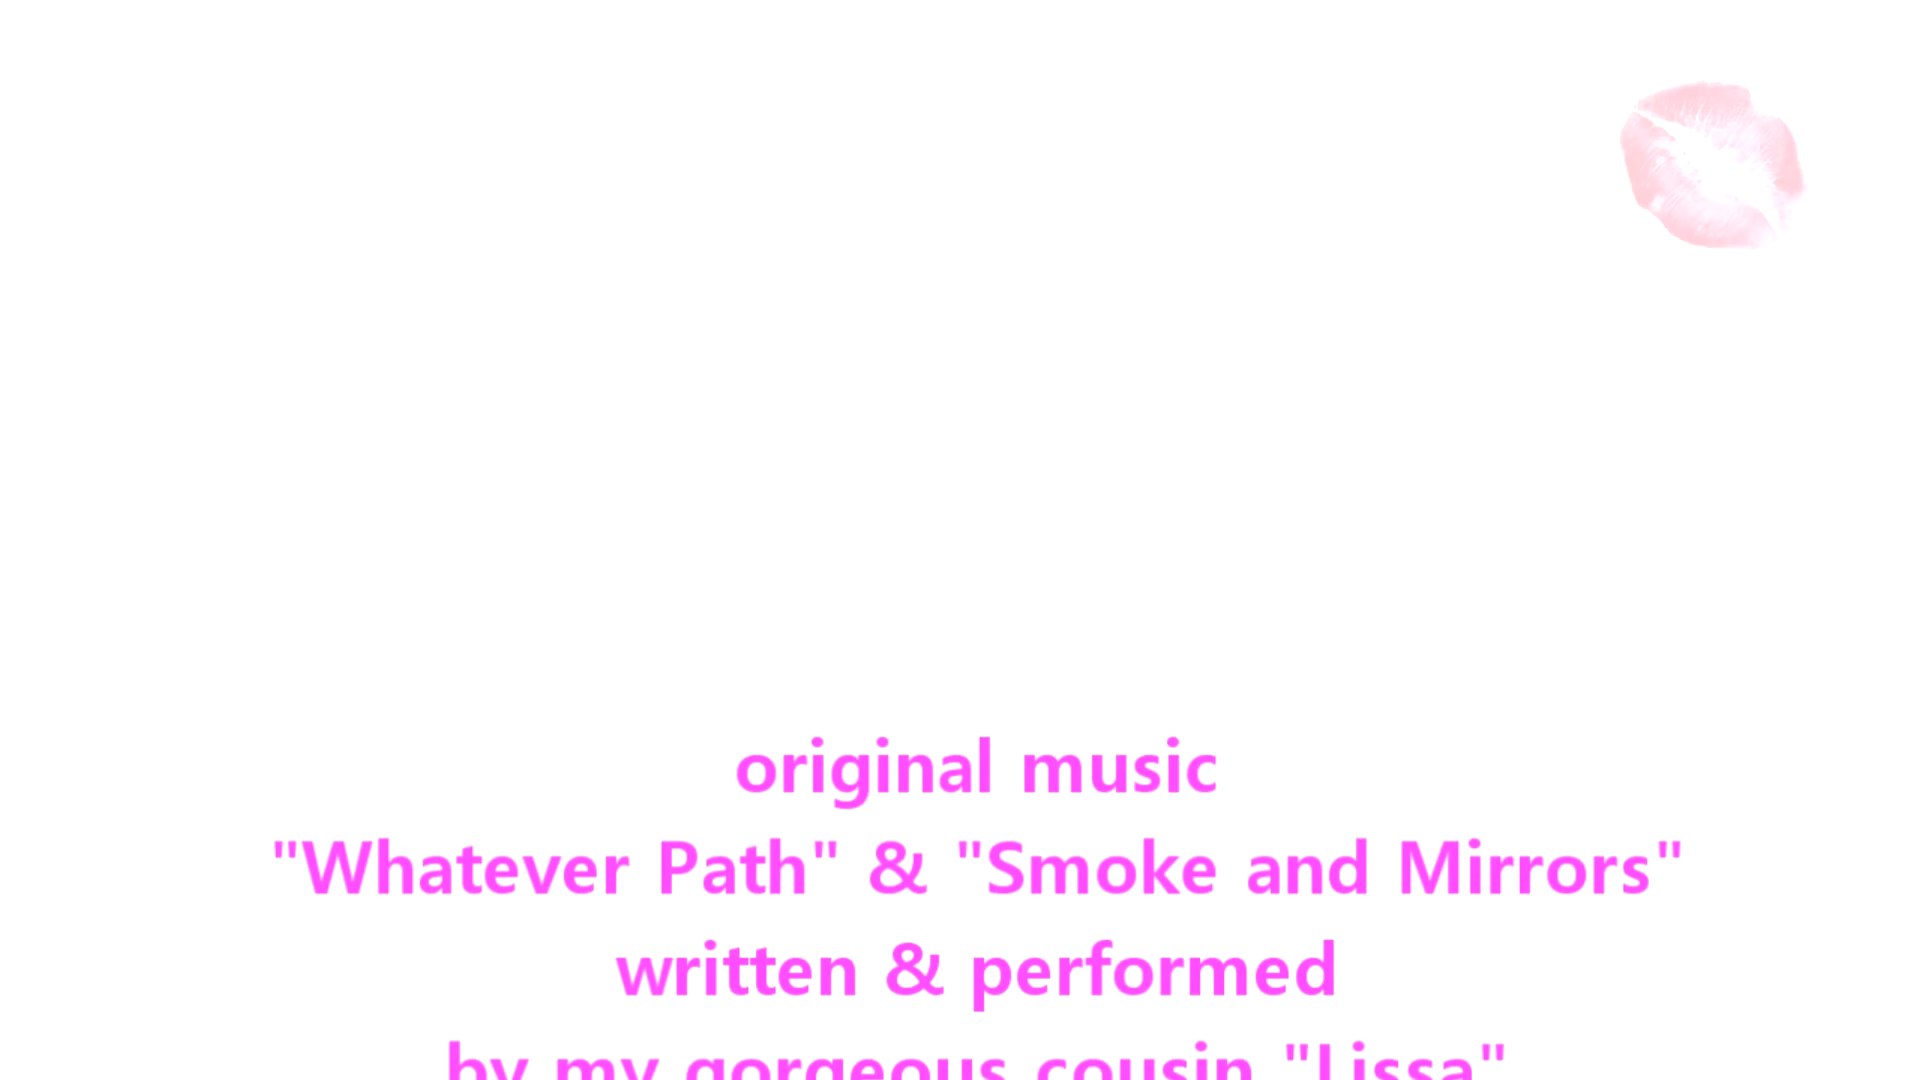 original music
"Whatever Path" & "Smoke and Mirrors"
written & performed
by my gorgeous cousin "Lissa"